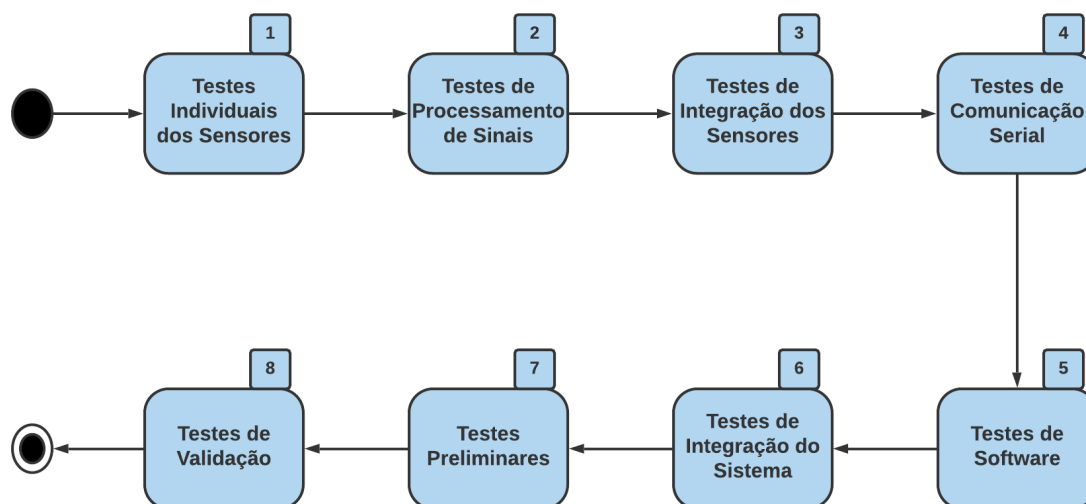 1
Testes
Individuais
dos Sensores
2
Testes de
Processamento
de Sinais
3
Testes de
Integração dos
Sensores
4
Testes de
Comunicação
Serial
5
Testes de
Software
6
Testes de
Integração do
Sistema
7
Testes
Preliminares
8
Testes de
Validação